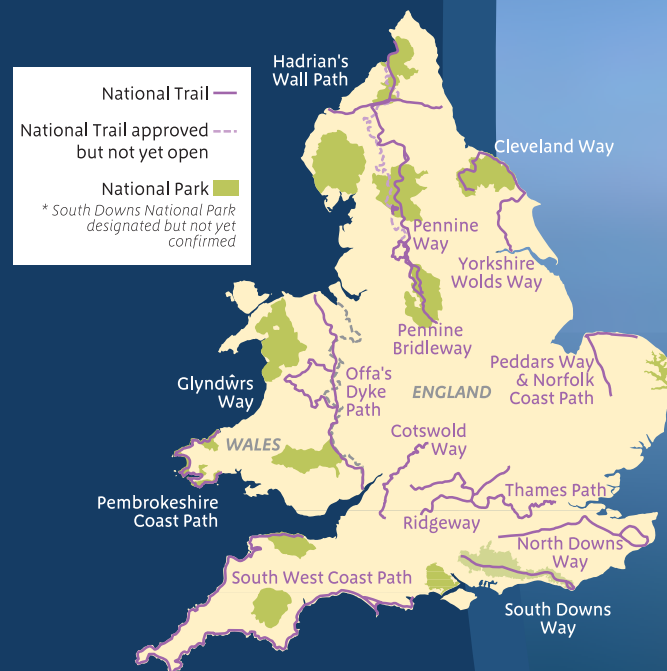 Hadrian's
Wall Path
National Trail
National Trail approved
but not yet open
National Park
* South Downs National Park
designated but not yet
confirmed
Cleveland Way
Pennine
Way
Yorkshire
Wolds Way
Pennine
Bridleway
Peddars Way
& Norfolk
Coast Path
Glyndŵrs
Way
Offa's
Dyke
Path
ENGLAND
WALES
Cotswold
Way
Pembrokeshire
Coast Path
Thames Path
Ridgeway
North Downs
Way
South West Coast Path
South Downs
Way